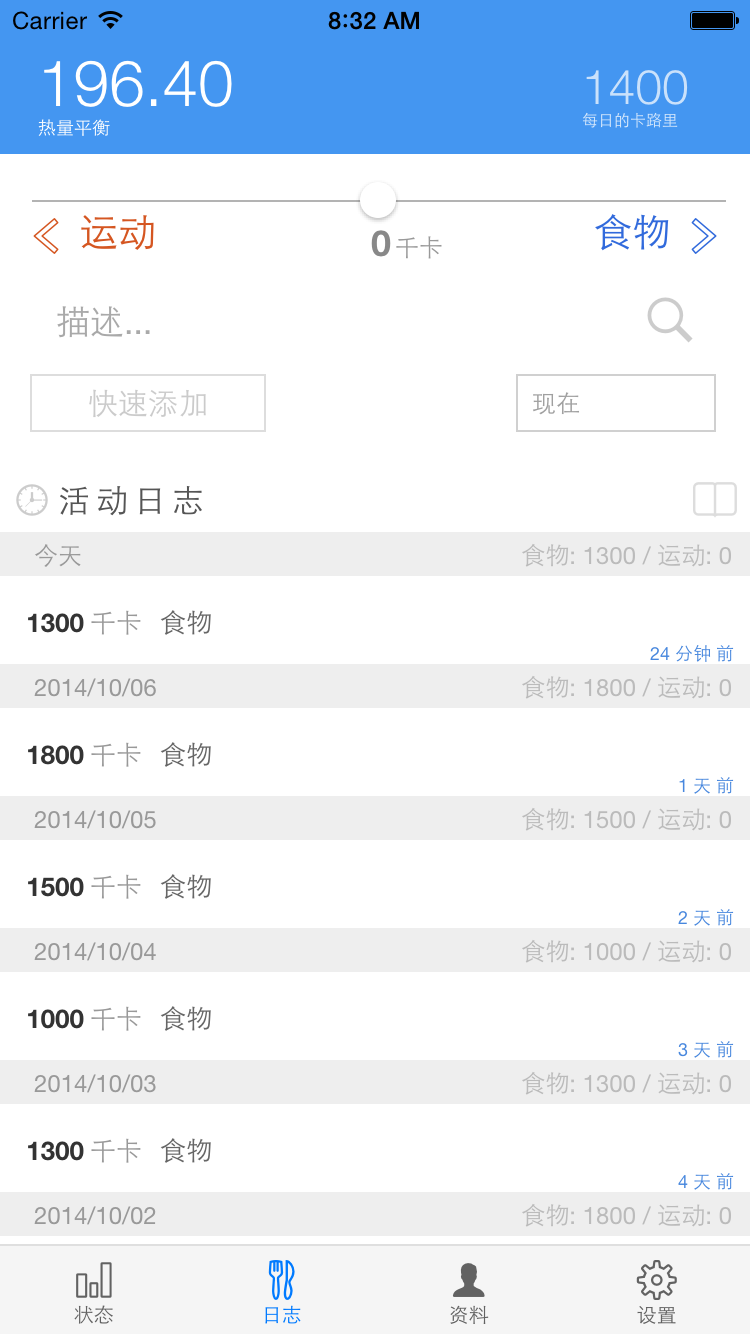 Carrier 8:32 AM
196.40 1400
热量平衡 每日的卡路里
运动 0千卡 食物
描述...
快速添加 现在
活动日志
今天 食物: 1300 / 运动: 0
1300 千卡 食物
24 分钟 前
2014/10/06 食物: 1800 / 运动: 0
1800 千卡 食物
1 天 前
2014/10/05 食物: 1500 / 运动: 0
1500 千卡 食物
2 天 前
2014/10/04 食物: 1000 / 运动: 0
1000 千卡 食物
3 天 前
2014/10/03 食物: 1300 / 运动: 0
1300 千卡 食物
4 天 前
2014/10/02 食物: 1800 / 运动: 0
状态 日志 资料 设置